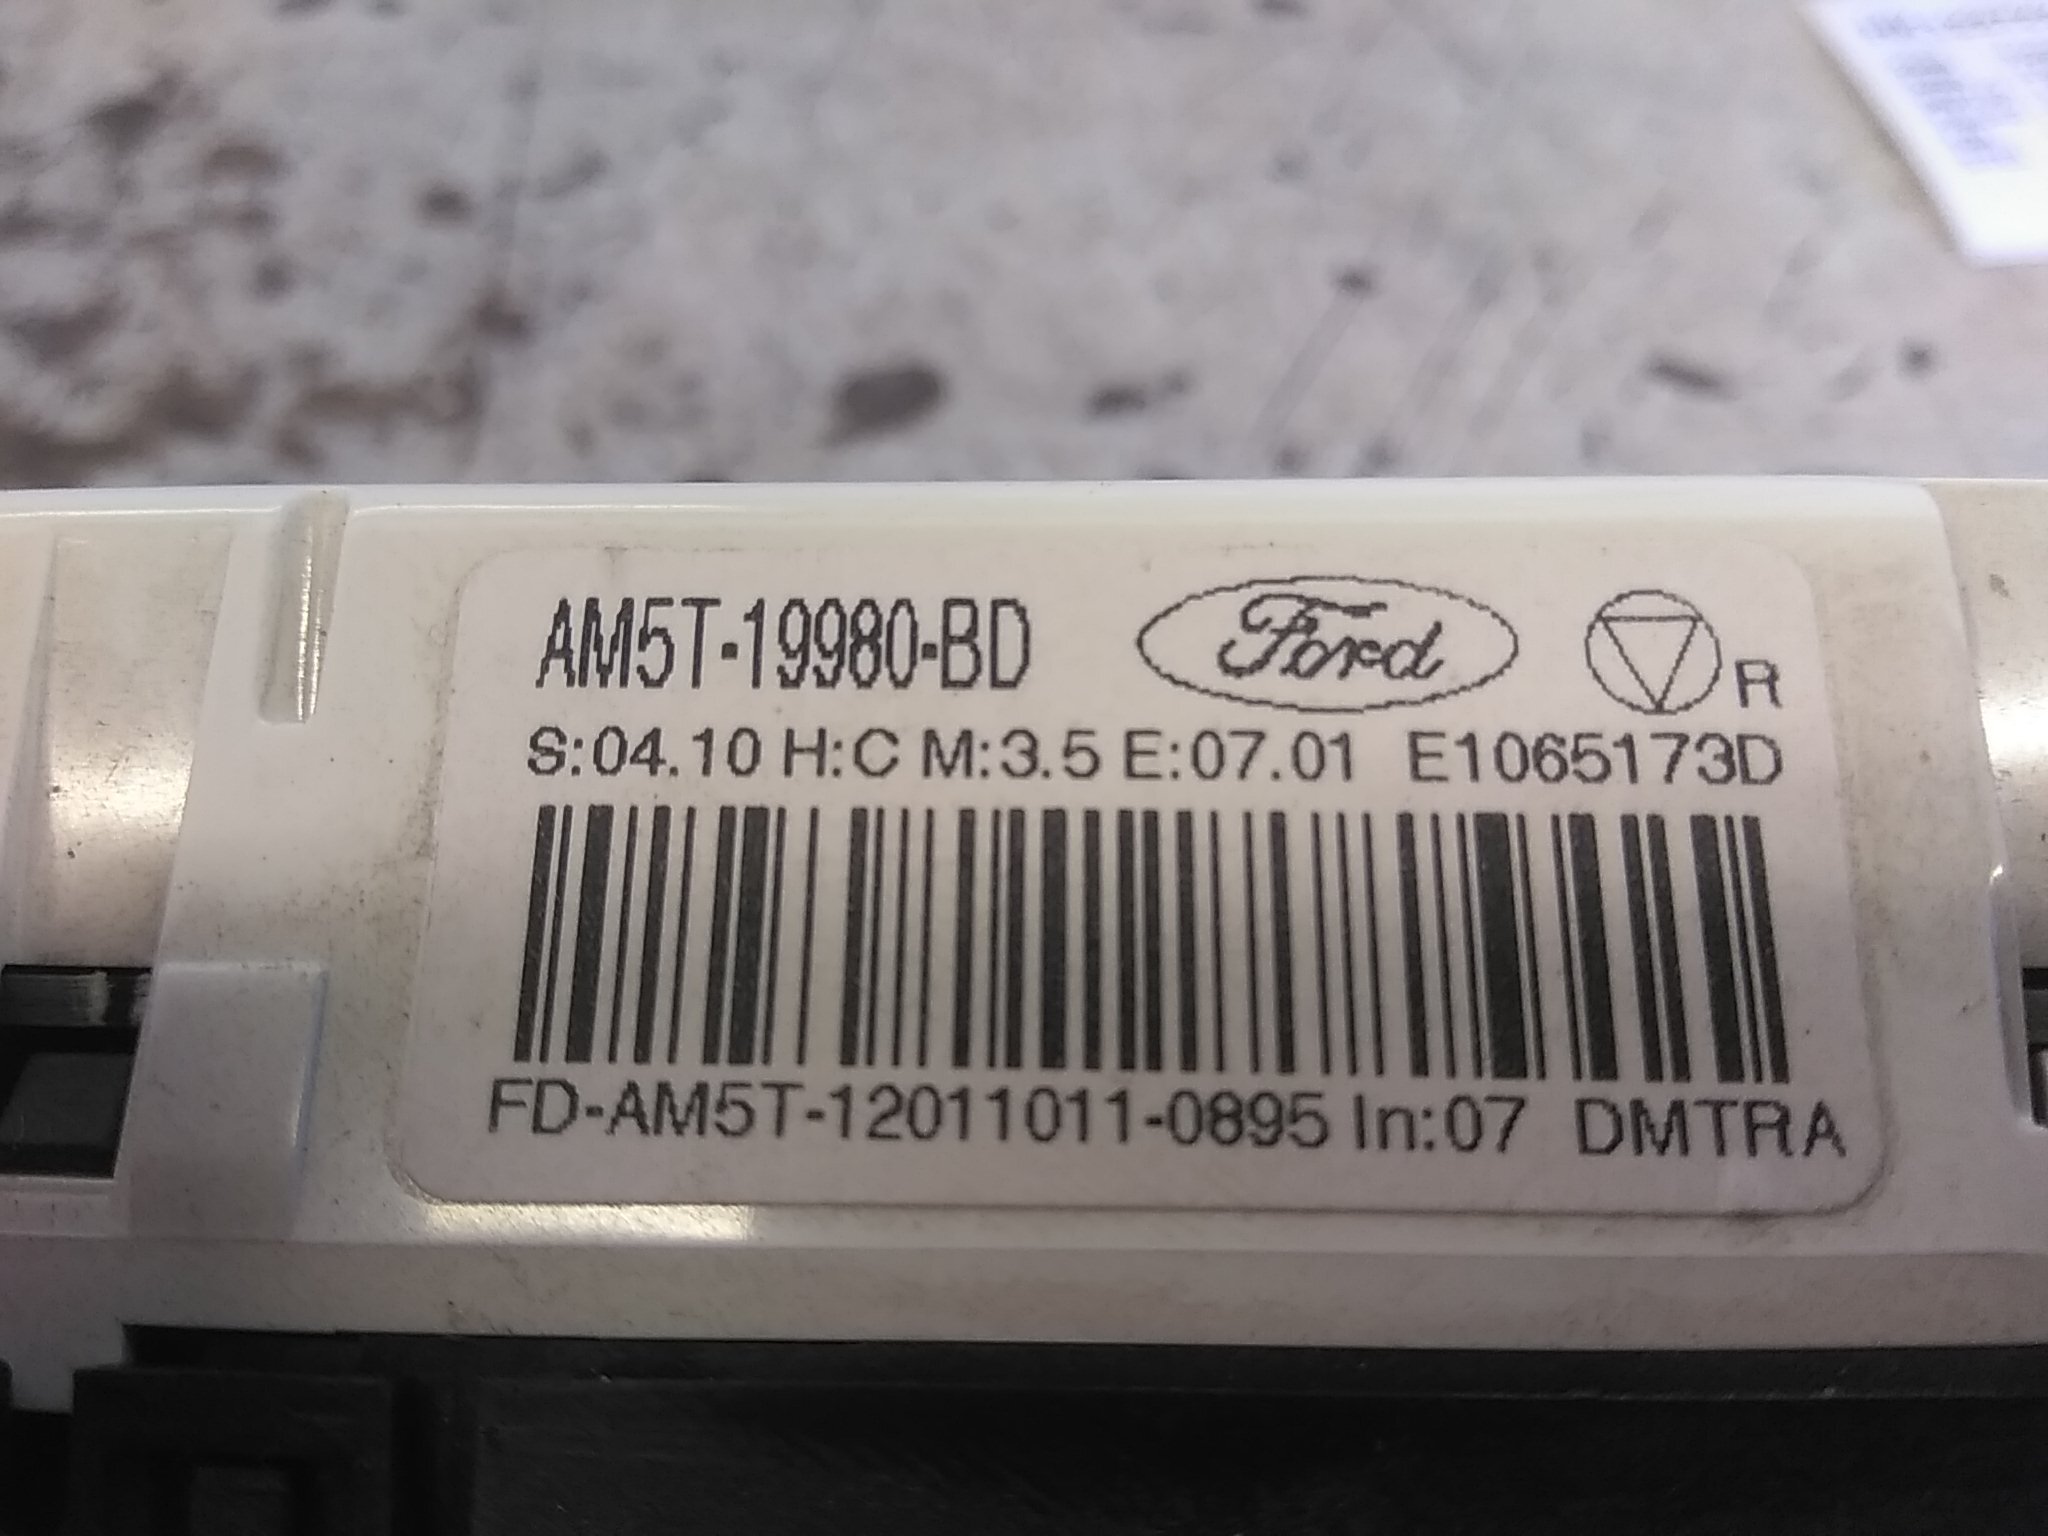 AM5T-19980-BD Ford R
S:04.10 H:C M:3.5 E:07.01 E1065173D
FD-AM5T-12011011-0895 In:07 DMTRA